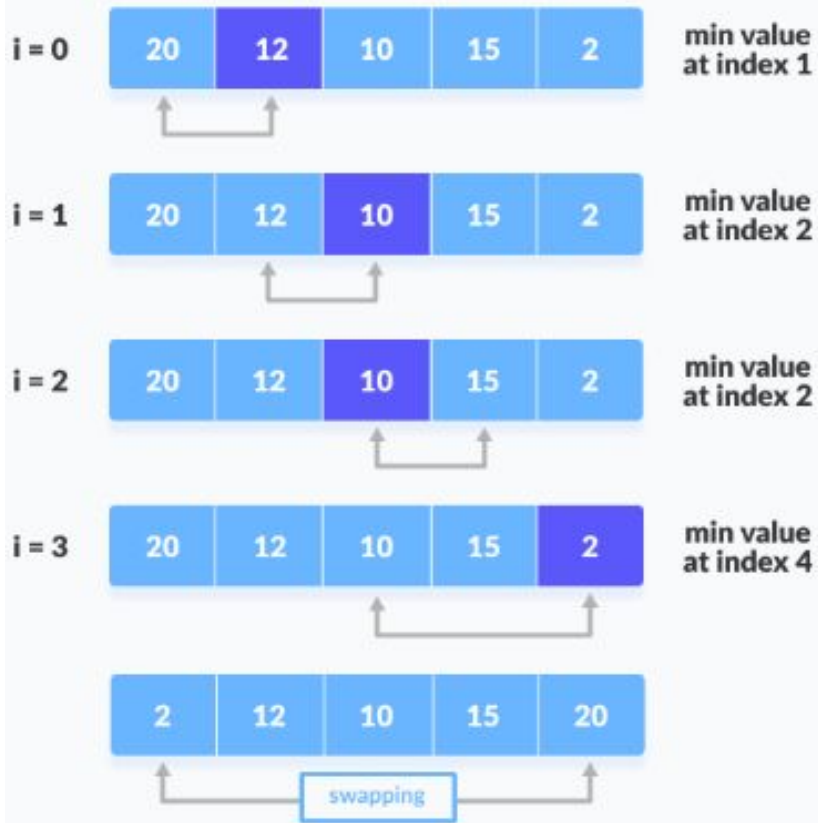 i = 0 20 12 10 15 2 min value
at index 1
i = 1 20 12 10 15 2 min value
at index 2
i = 2 20 12 10 15 2 min value
at index 2
i = 3 20 12 10 15 2 min value
at index 4
2 12 10 15 20
swapping